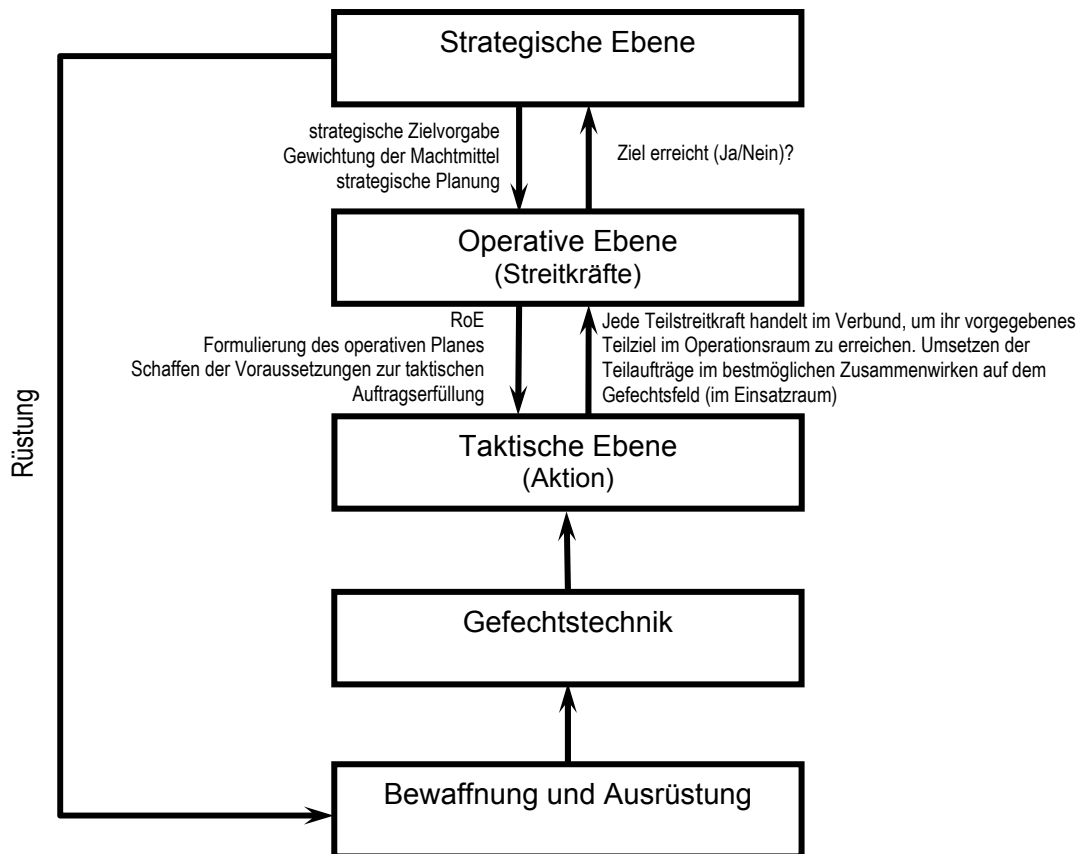 Strategische Ebene
strategische Zielvorgabe
Gewichtung der Machtmittel
strategische Planung
Ziel erreicht (Ja/Nein)?
Operative Ebene
(Streitkräfte)
RoE
Formulierung des operativen Planes
Schaffen der Voraussetzungen zur taktischen
Auftragserfüllung
Jede Teilstreitkraft handelt im Verbund, um ihr vorgegebenes
Teilziel im Operationsraum zu erreichen. Umsetzen der
Teilaufträge im bestmöglichen Zusammenwirken auf dem
Gefechtsfeld (im Einsatzraum)
Rüstung
Taktische Ebene
(Aktion)
Gefechtstechnik
Bewaffnung und Ausrüstung